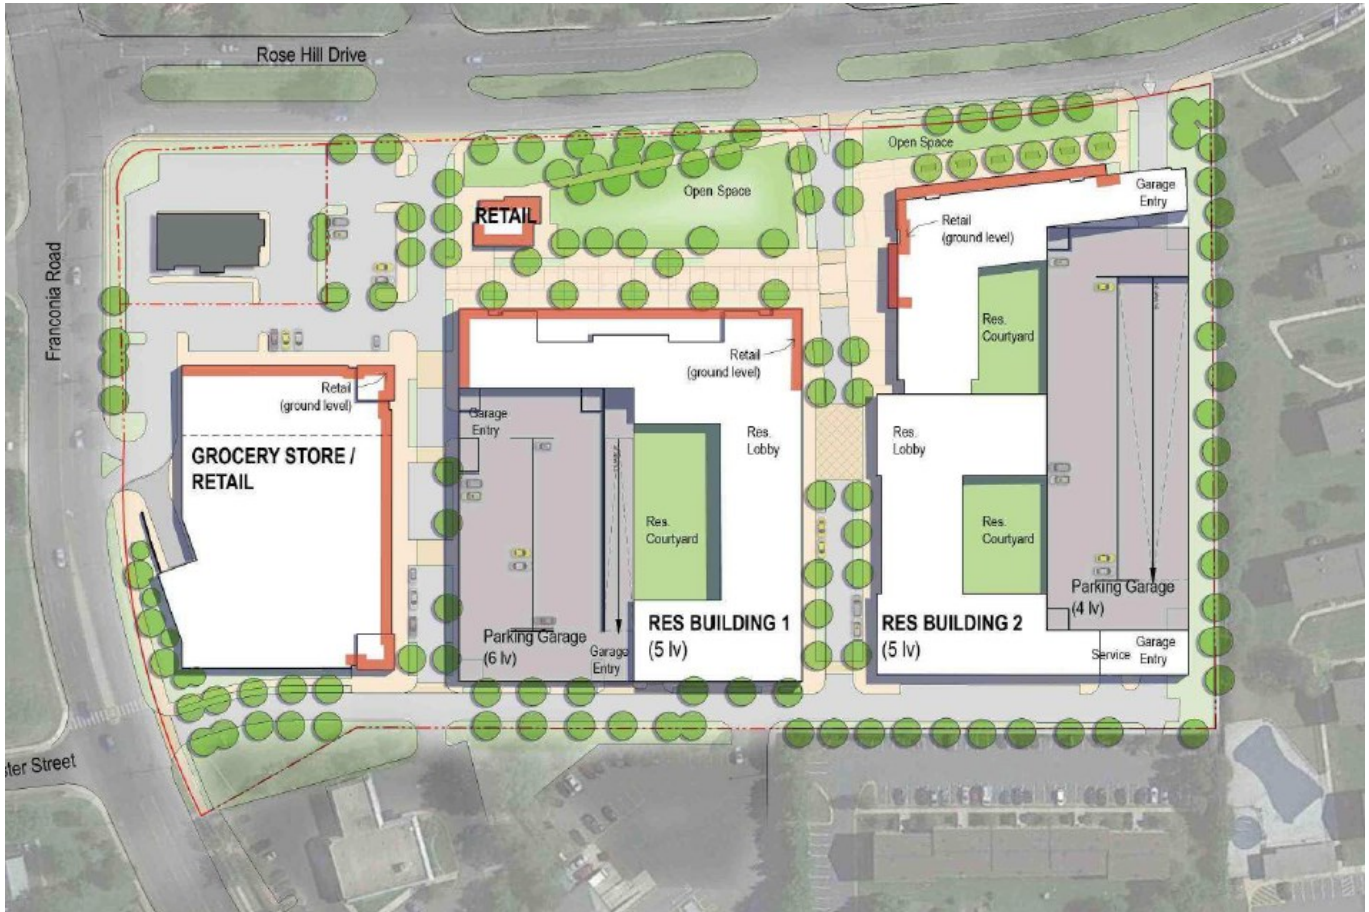 Rose Hill Drive
Franconia Road
Open Space
Open Space
RETAIL
Garage
Entry
Retail
(ground level)
Res.
Courtyard
Retail
(ground level)
Retail
(ground level)
Garage
Entry
Res.
Lobby
Res.
Lobby
GROCERY STORE /
RETAIL
Res.
Courtyard
Res.
Courtyard
Parking Garage
(4 lv)
RES BUILDING 1
(5 lv)
RES BUILDING 2
(5 lv)
Parking Garage
(6 lv)
Garage
Entry
Service
Garage
Entry
ster Street